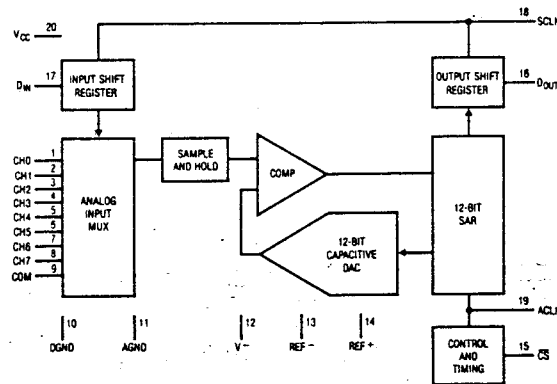 20
VCC
18
SCLK
17
DIN
INPUT SHIFT
REGISTER
OUTPUT SHIFT
REGISTER
16
DOUT
CH0 1
CH1 2
CH2 3
CH3 4
CH4 5
CH5 6
CH6 7
CH7 8
COM 9
ANALOG
INPUT
MUX
SAMPLE
AND HOLD
COMP
12-BIT
CAPACITIVE
DAC
12-BIT
SAR
19
ACLK
10
DGND
11
AGND
12
V−
13
REF−
14
REF+
CONTROL
AND
TIMING
15
CS